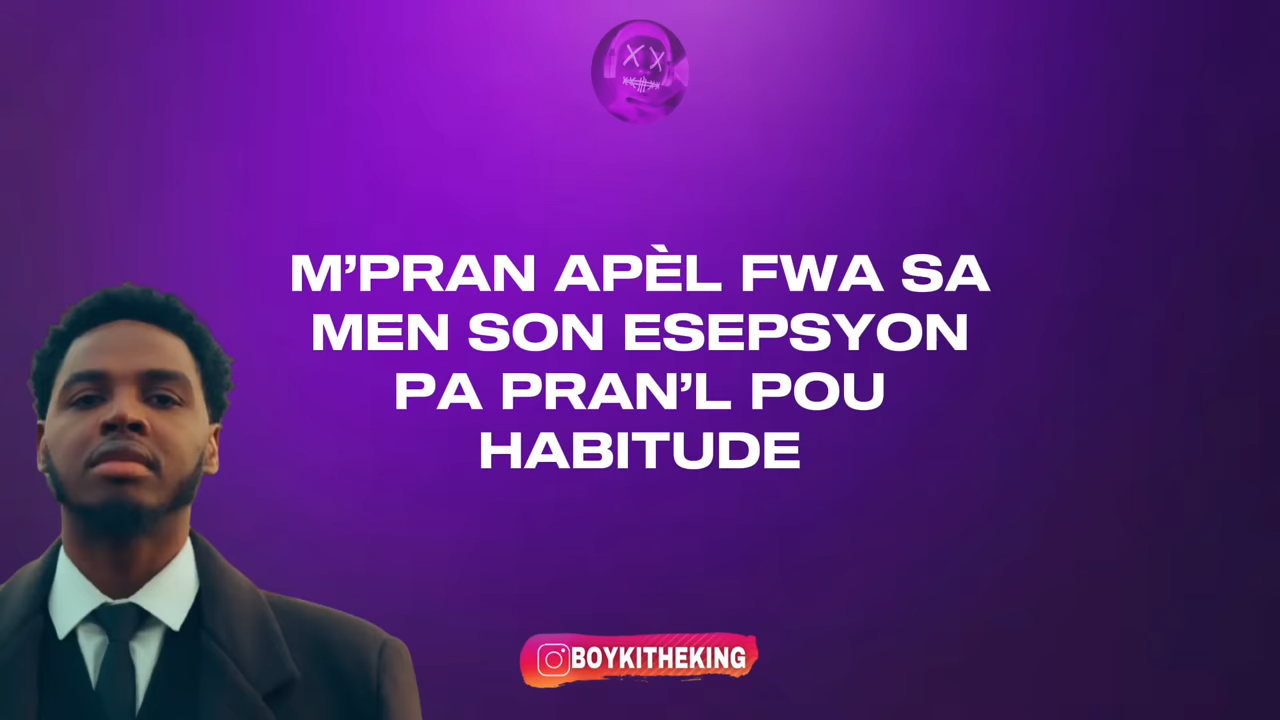 M’PRAN APÈL FWA SA
MEN SON ESEPSYON
PA PRAN’L POU
HABITUDE
BOYKITHEKING